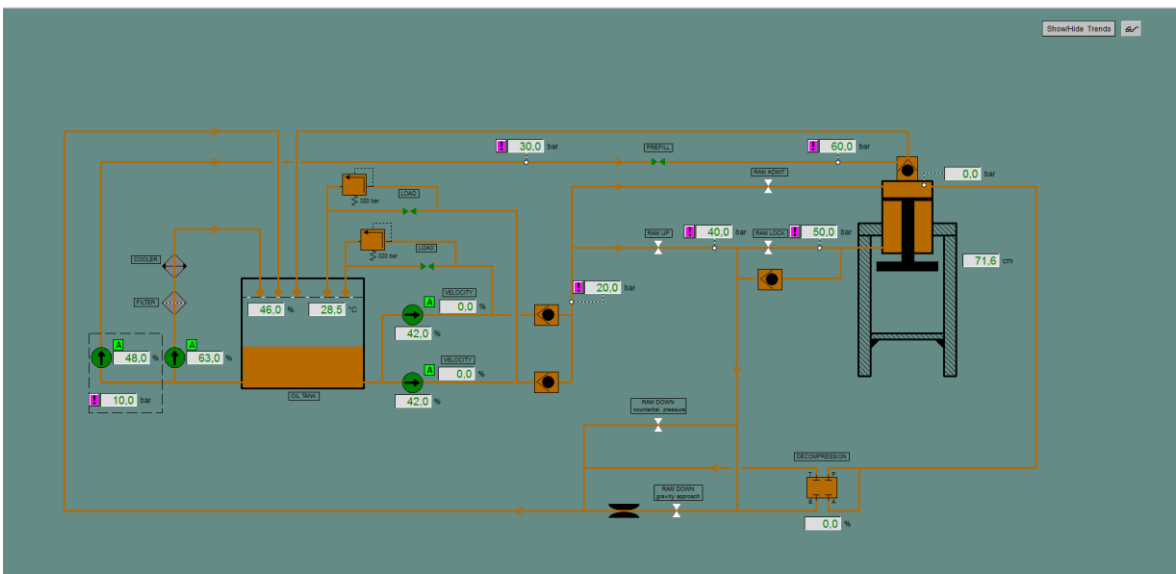 Show/Hide Trends
! 30,0 bar
PREFILL
! 60,0 bar
RAM ADMIT
0,0 bar
320 bar
LOAD
RAM UP
! 40,0 bar
RAM LOCK
! 50,0 bar
320 bar
LOAD
COOLER
71,6 cm
! 20,0 bar
VELOCITY
A 0,0 %
FILTER
46,0 %
28,5 °C
42,0 %
A
48,0 %
A
63,0 %
VELOCITY
A 0,0 %
42,0 %
! 10,0 bar
OIL TANK
RAM DOWN
counterbal. pressure
DECOMPRESSION
T P
B A
RAM DOWN
gravity approach
0,0 %